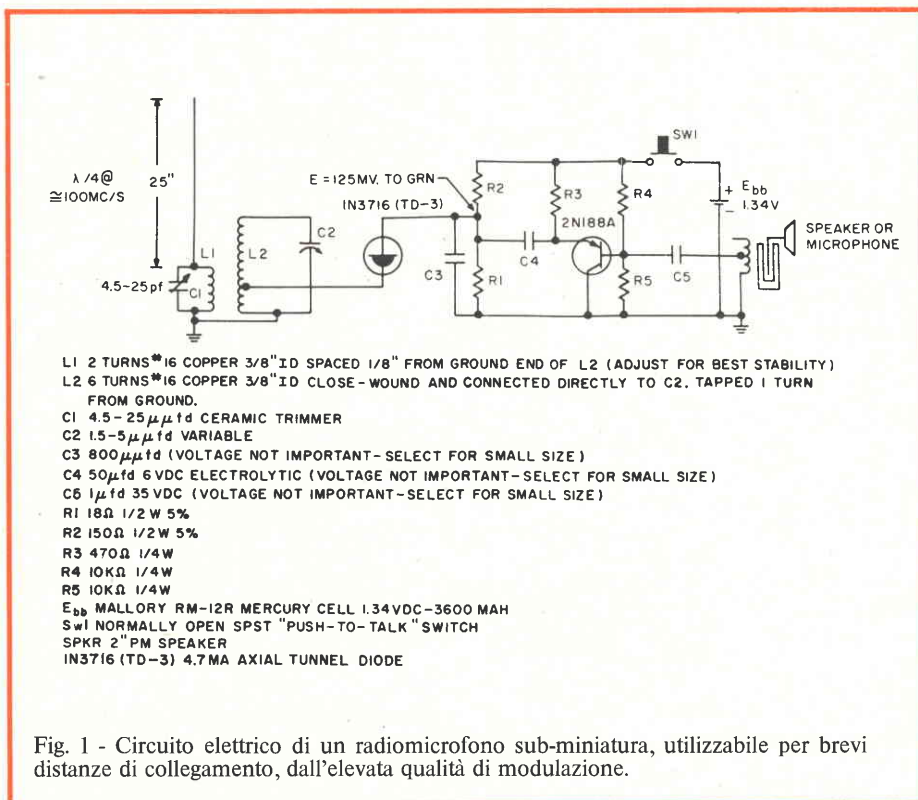 SWI
λ/4@
≅100MC/S
25"
E = 125MV. TO GRN
IN3716 (TD-3)
R2
R3
R4
Ebb
+
1.34V
−
2N188A
SPEAKER OR
MICROPHONE
L1
L2
C2
C3
C4
C5
R1
R5
4.5-25pf
C1
L1 2 TURNS #16 COPPER 3/8" ID SPACED 1/8" FROM GROUND END OF L2 (ADJUST FOR BEST STABILITY)
L2 6 TURNS #16 COPPER 3/8" ID CLOSE-WOUND AND CONNECTED DIRECTLY TO C2. TAPPED 1 TURN
FROM GROUND.
C1 4.5-25μμfd CERAMIC TRIMMER
C2 1.5-5μμfd VARIABLE
C3 800μμfd (VOLTAGE NOT IMPORTANT-SELECT FOR SMALL SIZE)
C4 50μfd 6VDC ELECTROLYTIC (VOLTAGE NOT IMPORTANT-SELECT FOR SMALL SIZE)
C6 1μfd 35 VDC (VOLTAGE NOT IMPORTANT-SELECT FOR SMALL SIZE)
R1 18Ω 1/2 W 5%
R2 150Ω 1/2 W 5%
R3 470Ω 1/4W
R4 10KΩ 1/4W
R5 10KΩ 1/4W
Ebb MALLORY RM-12R MERCURY CELL 1.34VDC-3600 MAH
Sw1 NORMALLY OPEN SPST "PUSH-TO-TALK" SWITCH
SPKR 2" PM SPEAKER
IN3716 (TD-3) 4.7MA AXIAL TUNNEL DIODE
Fig. 1 - Circuito elettrico di un radiomicrofono sub-miniatura, utilizzabile per brevi
distanze di collegamento, dall'elevata qualità di modulazione.